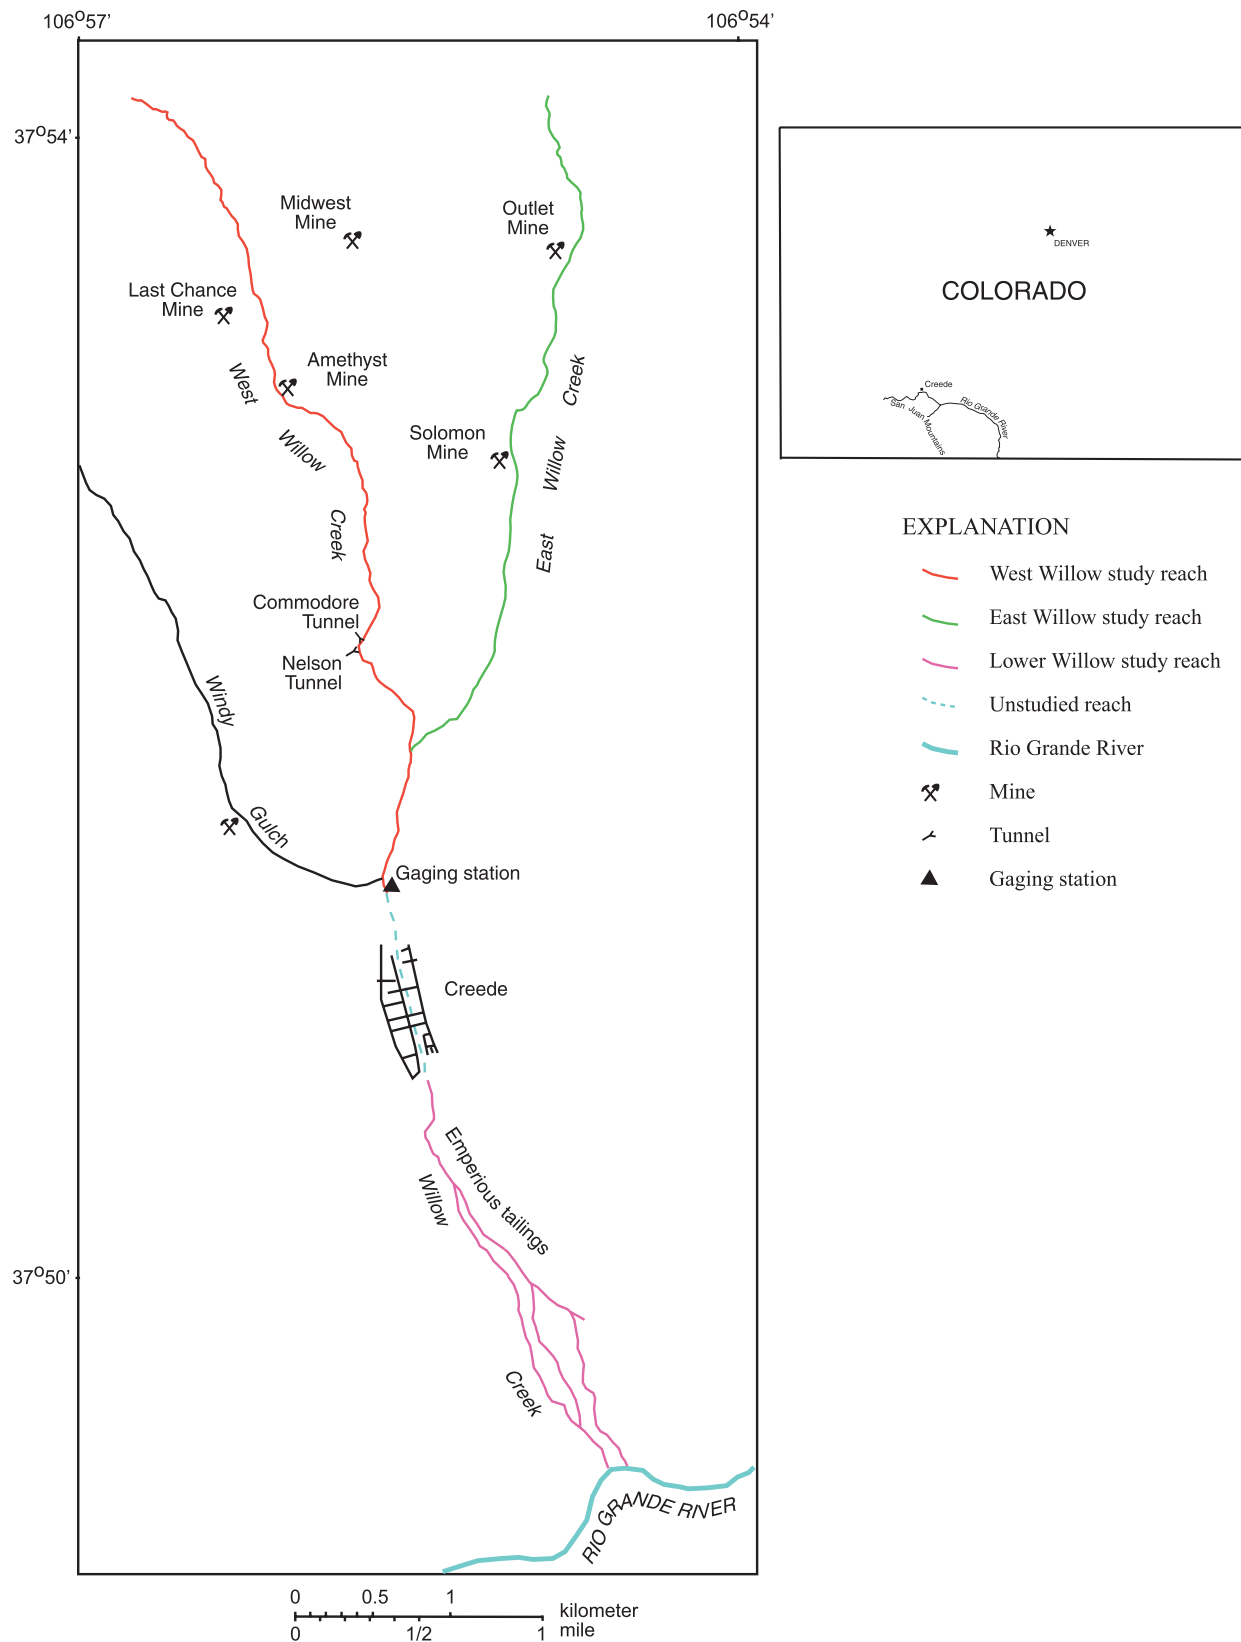 106°57'
106°54'
37°54'
Midwest
Mine
Outlet
Mine
Last Chance
Mine
Amethyst
Mine
West
Willow
Creek
Solomon
Mine
Creek
Willow
East
Commodore
Tunnel
Nelson
Tunnel
Windy
Gulch
Gaging station
Creede
Emperious tailings
Willow
37°50'
Creek
RIO GRANDE RIVER
0 0.5 1
kilometer
mile
0 1/2 1
DENVER
COLORADO
Creede
San Juan Mountains
Rio Grande River
EXPLANATION
West Willow study reach
East Willow study reach
Lower Willow study reach
Unstudied reach
Rio Grande River
Mine
Tunnel
Gaging station